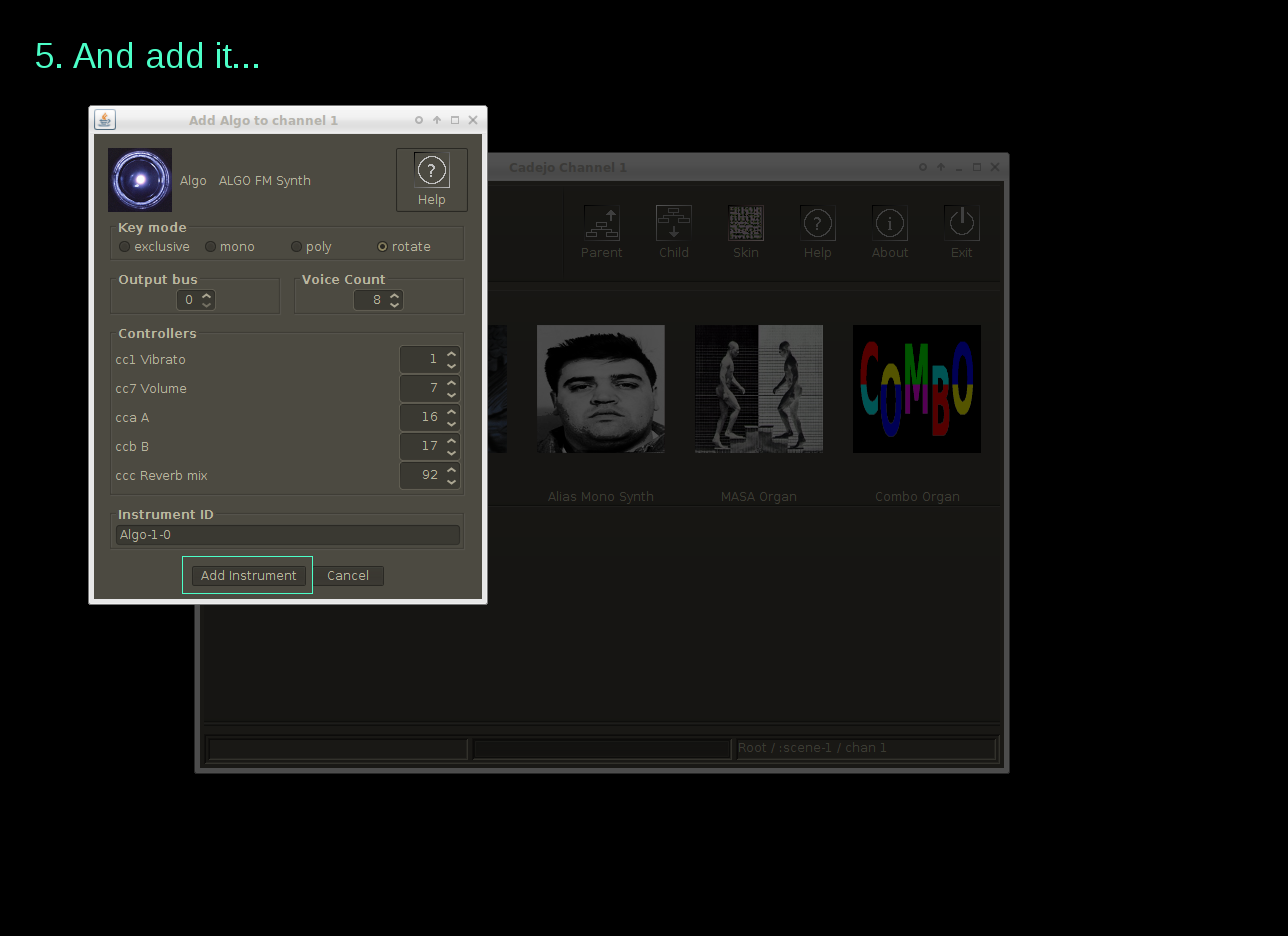 5. And add it...
Add Algo to channel 1
Algo ALGO FM Synth
Help
Key mode
exclusive mono poly rotate
Output bus Voice Count
0 8
Controllers
cc1 Vibrato 1
cc7 Volume 7
cca A 16
ccb B 17
ccc Reverb mix 92
Instrument ID
Algo-1-0
Add Instrument Cancel
Cadejo Channel 1
Parent Child Skin Help About Exit
COMBO
Alias Mono Synth MASA Organ Combo Organ
Root / :scene-1 / chan 1